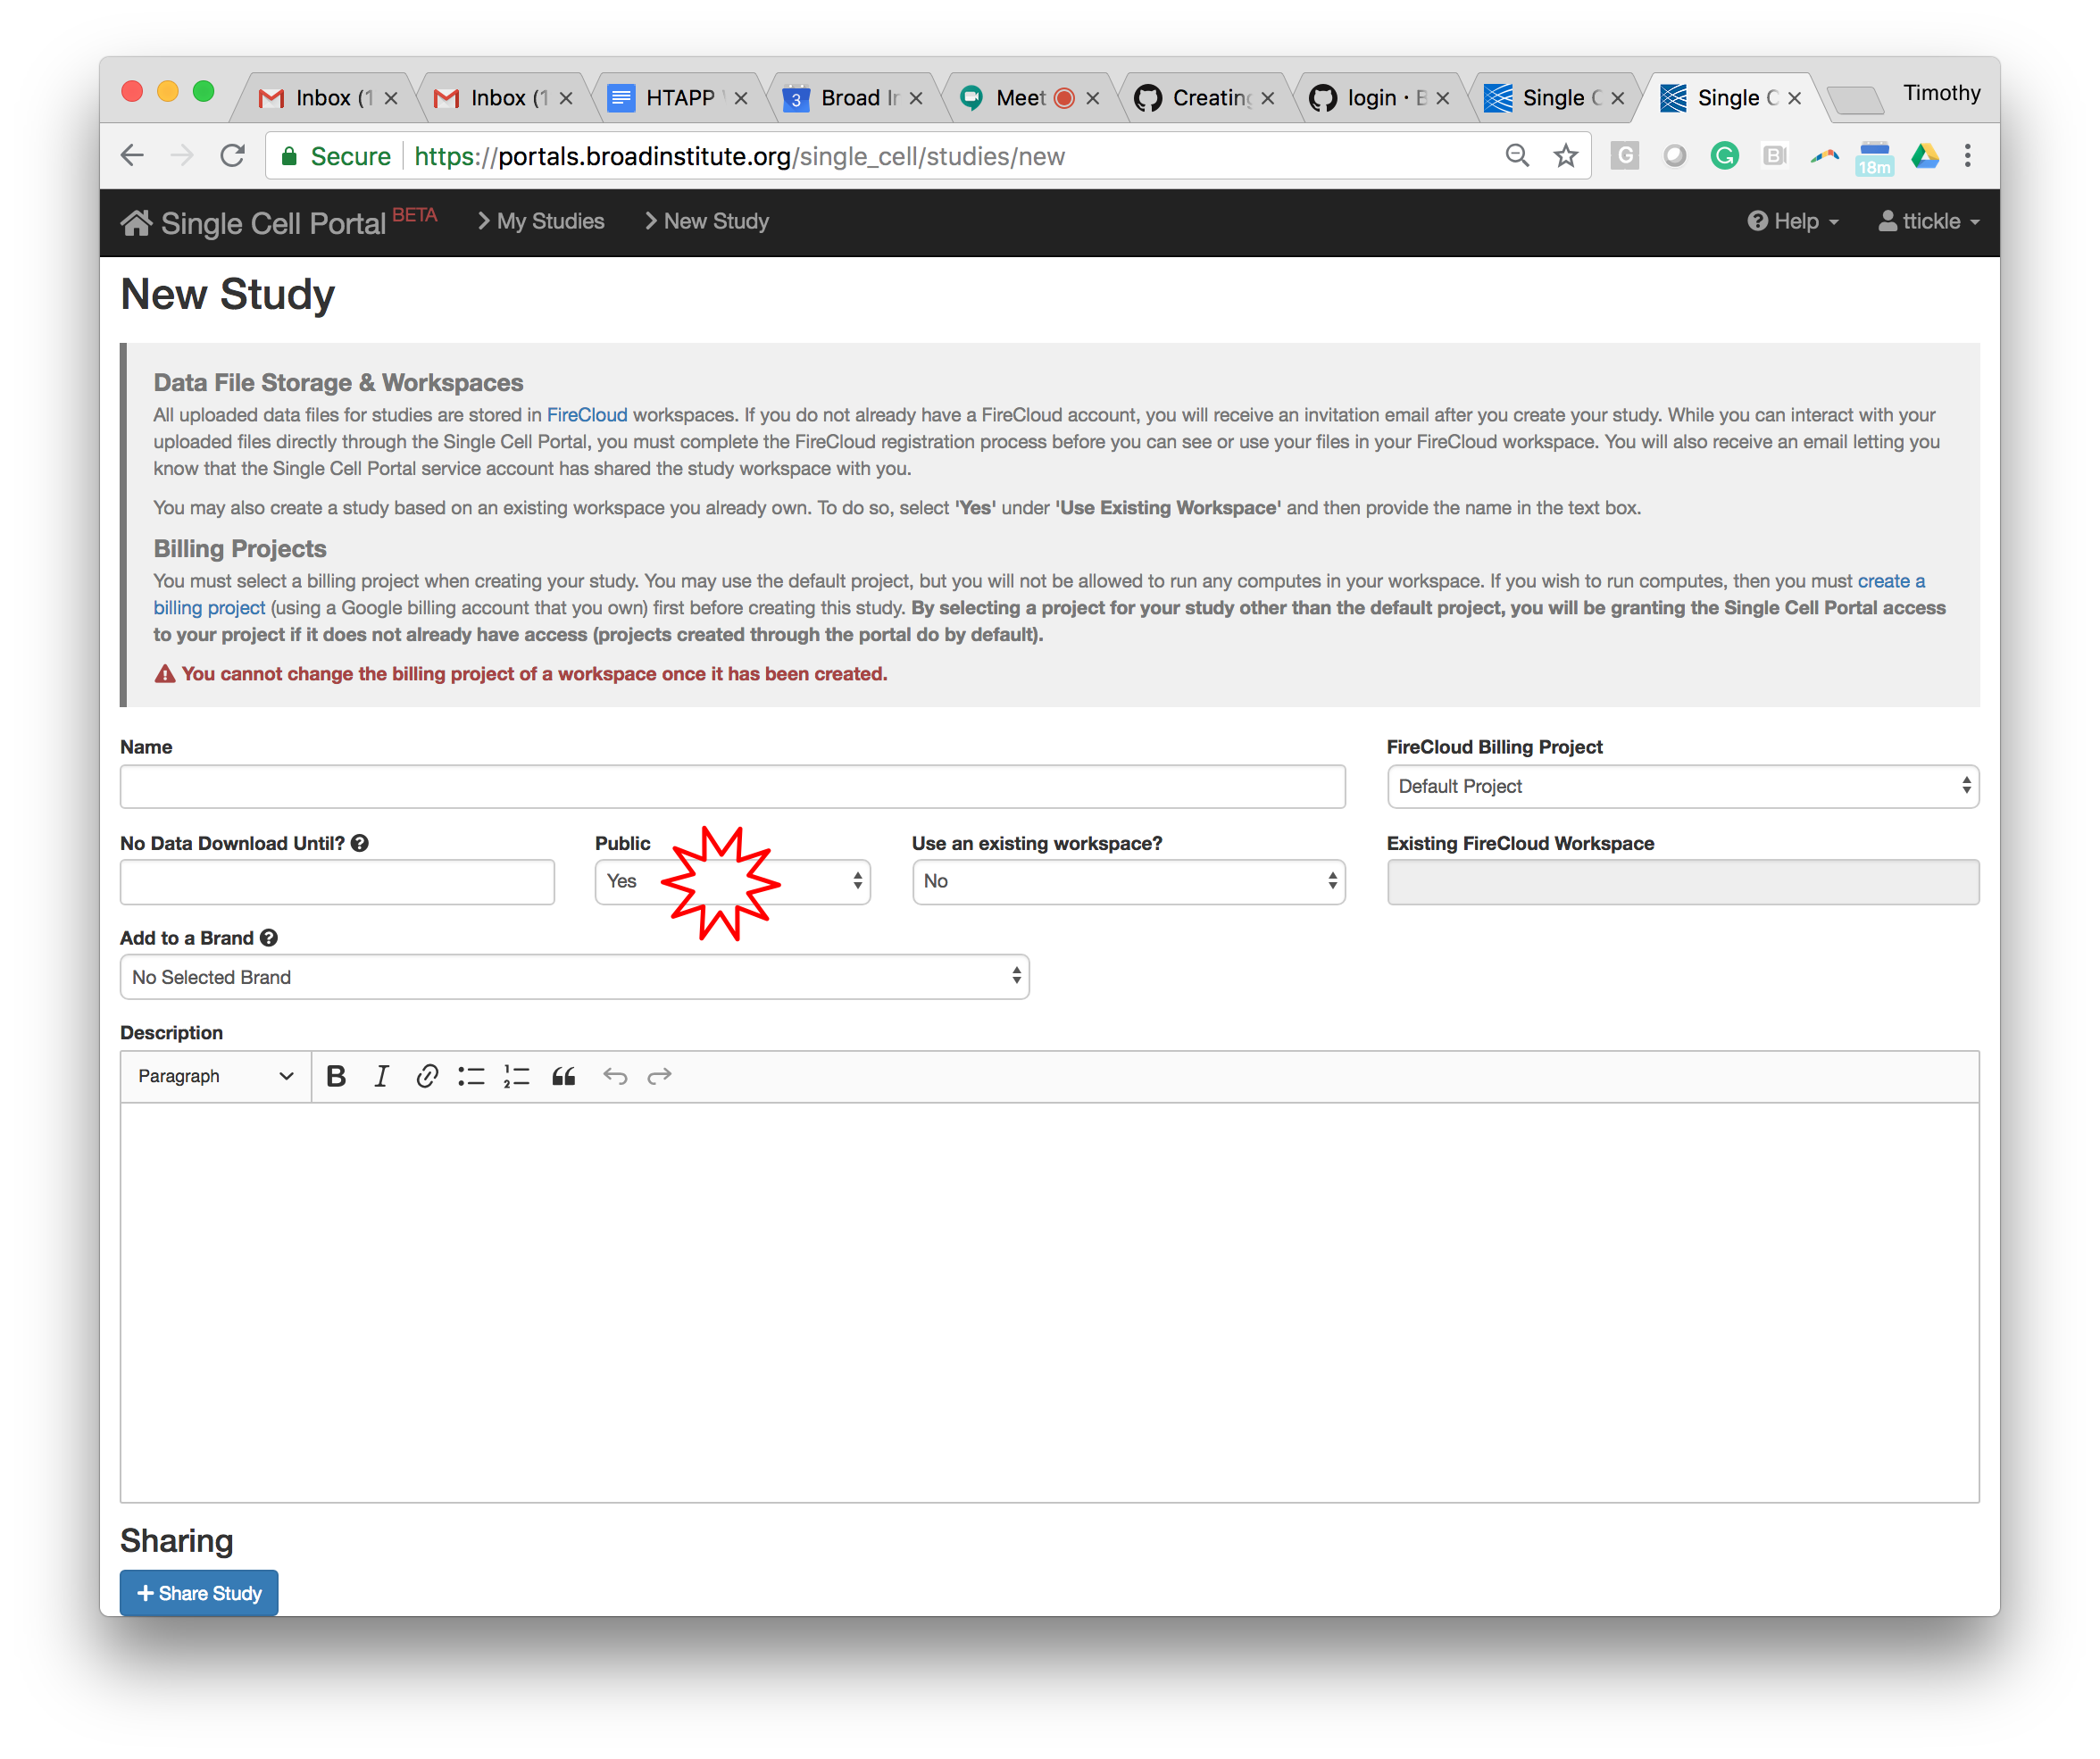 Inbox (1
Inbox (1
HTAPP
3
Broad Ir
Meet
Creating
login · B
Single C
Single C
Timothy
Secure
https://portals.broadinstitute.org/single_cell/studies/new
G
G
B
18m
Single Cell Portal BETA
My Studies
New Study
Help
ttickle
New Study
Data File Storage & Workspaces
All uploaded data files for studies are stored in FireCloud workspaces. If you do not already have a FireCloud account, you will receive an invitation email after you create your study. While you can interact with your
uploaded files directly through the Single Cell Portal, you must complete the FireCloud registration process before you can see or use your files in your FireCloud workspace. You will also receive an email letting you
know that the Single Cell Portal service account has shared the study workspace with you.
You may also create a study based on an existing workspace you already own. To do so, select 'Yes' under 'Use Existing Workspace' and then provide the name in the text box.
Billing Projects
You must select a billing project when creating your study. You may use the default project, but you will not be allowed to run any computes in your workspace. If you wish to run computes, then you must create a
billing project (using a Google billing account that you own) first before creating this study. By selecting a project for your study other than the default project, you will be granting the Single Cell Portal access
to your project if it does not already have access (projects created through the portal do by default).
You cannot change the billing project of a workspace once it has been created.
Name
FireCloud Billing Project
Default Project
No Data Download Until?
Public
Use an existing workspace?
Existing FireCloud Workspace
Yes
No
Add to a Brand
No Selected Brand
Description
Paragraph
B I
Sharing
+ Share Study